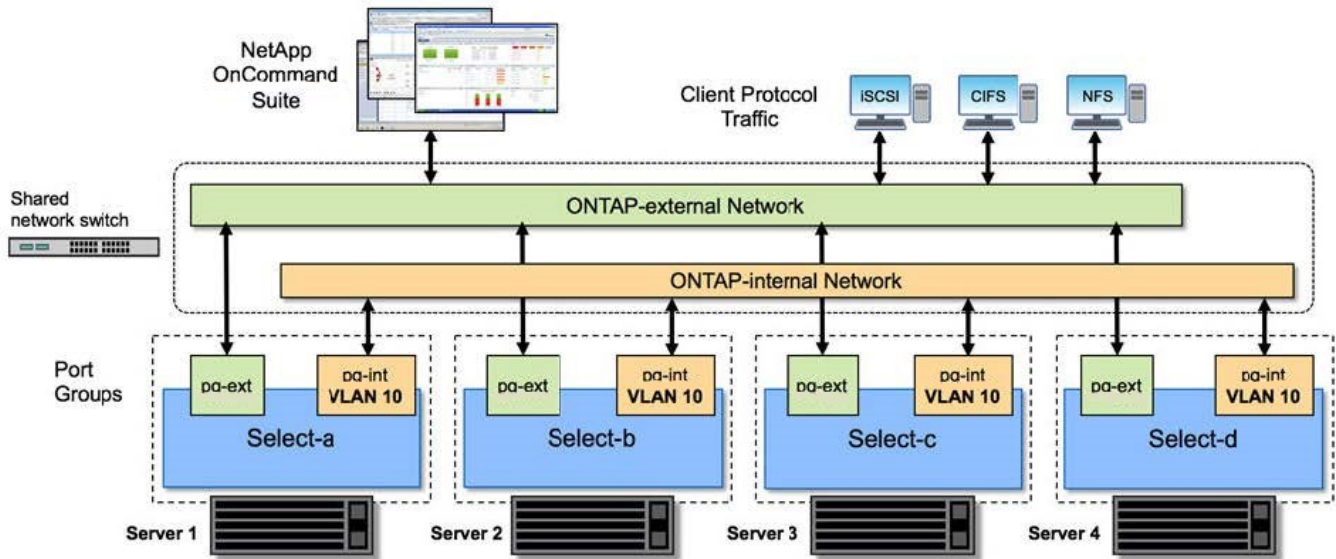 NetApp
OnCommand
Suite
Client Protocol
Traffic
iSCSI
CIFS
NFS
Shared
network switch
ONTAP-external Network
ONTAP-internal Network
Port
Groups
pg-ext
pg-int
VLAN 10
pg-ext
pg-int
VLAN 10
pg-ext
pg-int
VLAN 10
pg-ext
pg-int
VLAN 10
Select-a
Select-b
Select-c
Select-d
Server 1
Server 2
Server 3
Server 4